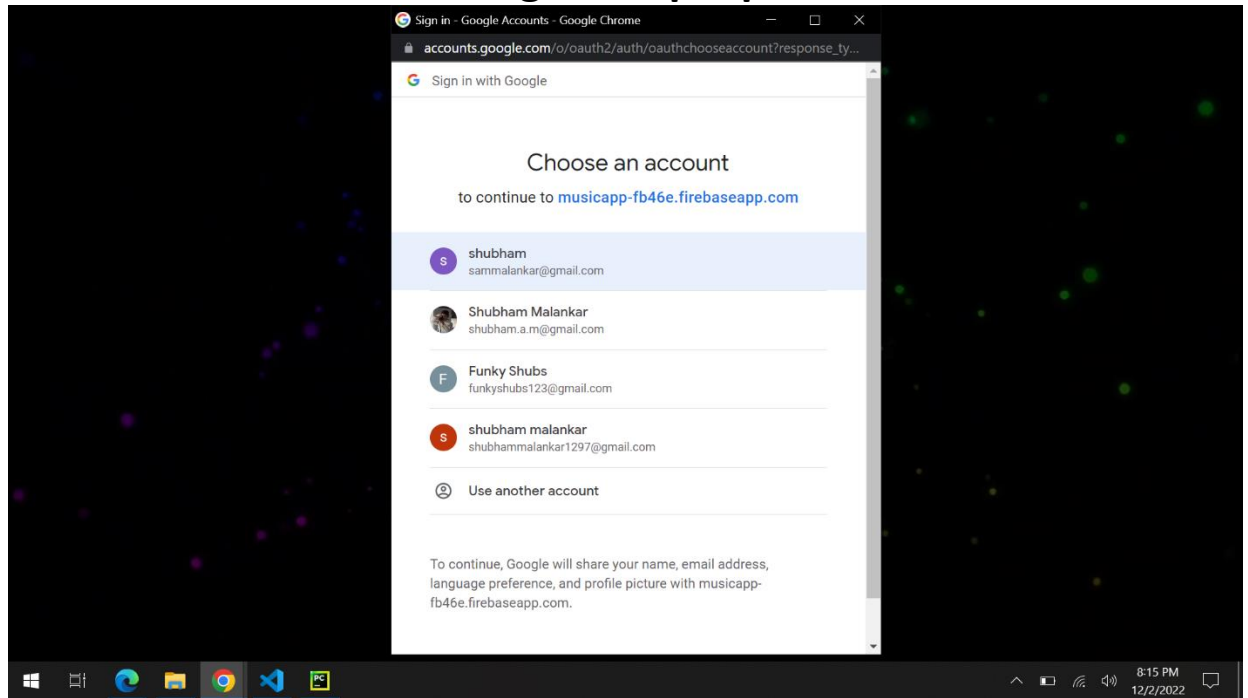 Sign in - Google Accounts - Google Chrome
accounts.google.com/o/oauth2/auth/oauthchooseaccount?response_ty...
Sign in with Google
Choose an account
to continue to musicapp-fb46e.firebaseapp.com
S
shubham
sammalankar@gmail.com
Shubham Malankar
shubham.a.m@gmail.com
F
Funky Shubs
funkyshubs123@gmail.com
s
shubham malankar
shubhammalankar1297@gmail.com
Use another account
To continue, Google will share your name, email address,
language preference, and profile picture with musicapp-
fb46e.firebaseapp.com.
PC
8:15 PM
12/2/2022